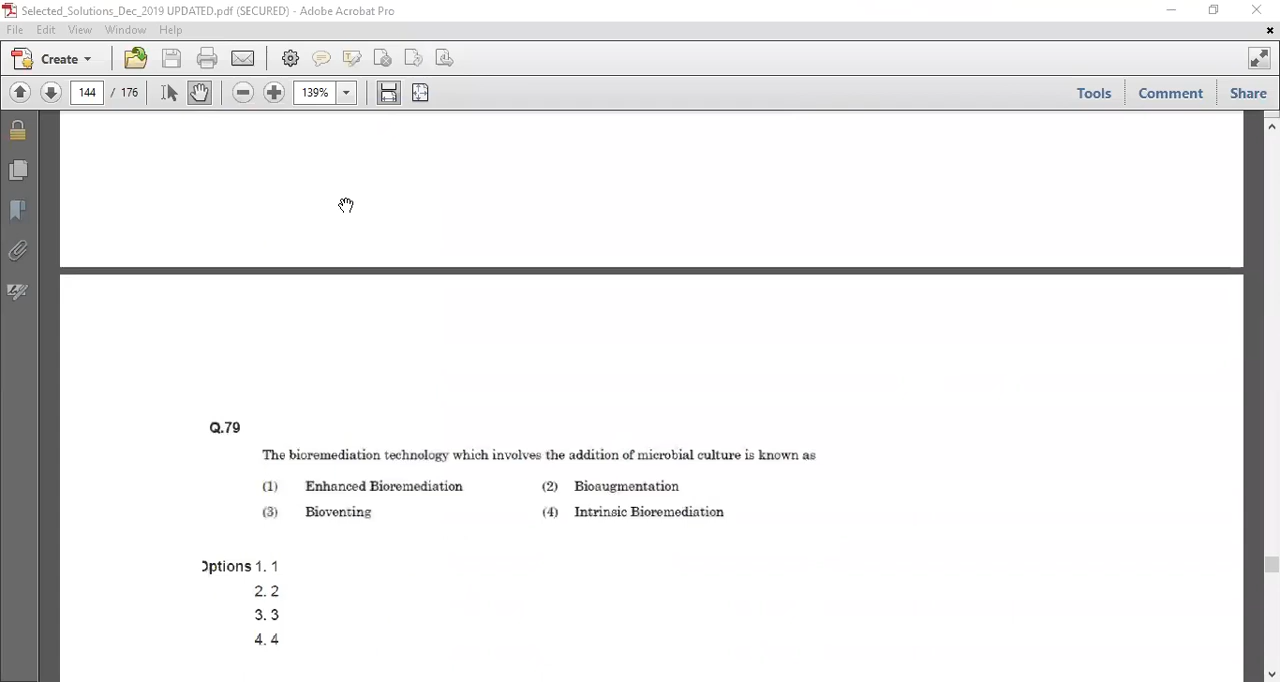 Selected_Solutions_Dec_2019 UPDATED.pdf (SECURED) - Adobe Acrobat Pro
File Edit View Window Help
Create
144 / 176 139% Tools Comment Share
Q.79
The bioremediation technology which involves the addition of microbial culture is known as
(1) Enhanced Bioremediation (2) Bioaugmentation
(3) Bioventing (4) Intrinsic Bioremediation
Options 1. 1
2. 2
3. 3
4. 4